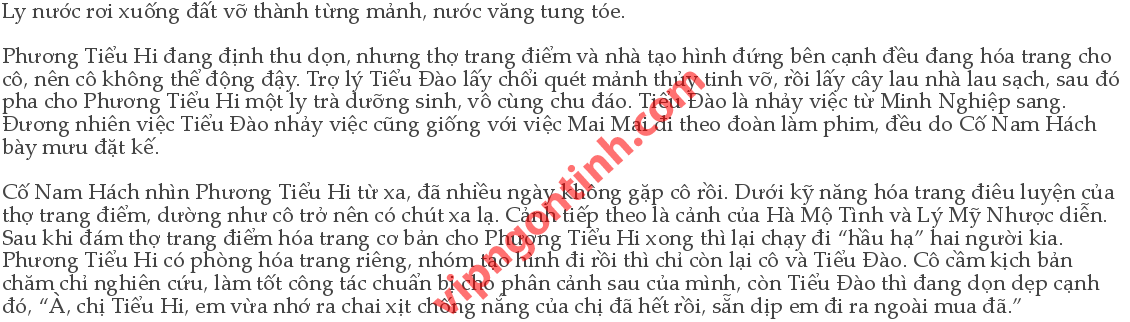 Ly nước rơi xuống đất vỡ thành từng mảnh, nước văng tung tóe.
Phương Tiểu Hi đang định thu dọn, nhưng thợ trang điểm và nhà tạo hình đứng bên cạnh đều đang hóa trang cho
cô, nên cô không thể động đậy. Trợ lý Tiểu Đào lấy chổi quét mảnh thủy tinh vỡ, rồi lấy cây lau nhà lau sạch, sau đó
pha cho Phương Tiểu Hi một ly trà dưỡng sinh, vô cùng chu đáo. Tiểu Đào là nhảy việc từ Minh Nghiệp sang.
Đương nhiên việc Tiểu Đào nhảy việc cũng giống với việc Mai Mai đi theo đoàn làm phim, đều do Cố Nam Hách
bày mưu đặt kế.
Cố Nam Hách nhìn Phương Tiểu Hi từ xa, đã nhiều ngày không gặp cô rồi. Dưới kỹ năng hóa trang điêu luyện của
thợ trang điểm, dường như cô trở nên có chút xa lạ. Cảnh tiếp theo là cảnh của Hà Mộ Tình và Lý Mỹ Nhược diễn.
Sau khi đám thợ trang điểm hóa trang cơ bản cho Phương Tiểu Hi xong thì lại chạy đi “hầu hạ” hai người kia.
Phương Tiểu Hi có phòng hóa trang riêng, nhóm tạo hình đi rồi thì chỉ còn lại cô và Tiểu Đào. Cô cầm kịch bản
chăm chỉ nghiên cứu, làm tốt công tác chuẩn bị cho phân cảnh sau của mình, còn Tiểu Đào thì đang dọn dẹp cạnh
đó, “À, chị Tiểu Hi, em vừa nhớ ra chai xịt chống nắng của chị đã hết rồi, sẵn dịp em đi ra ngoài mua đã.”
vipngontinh.com